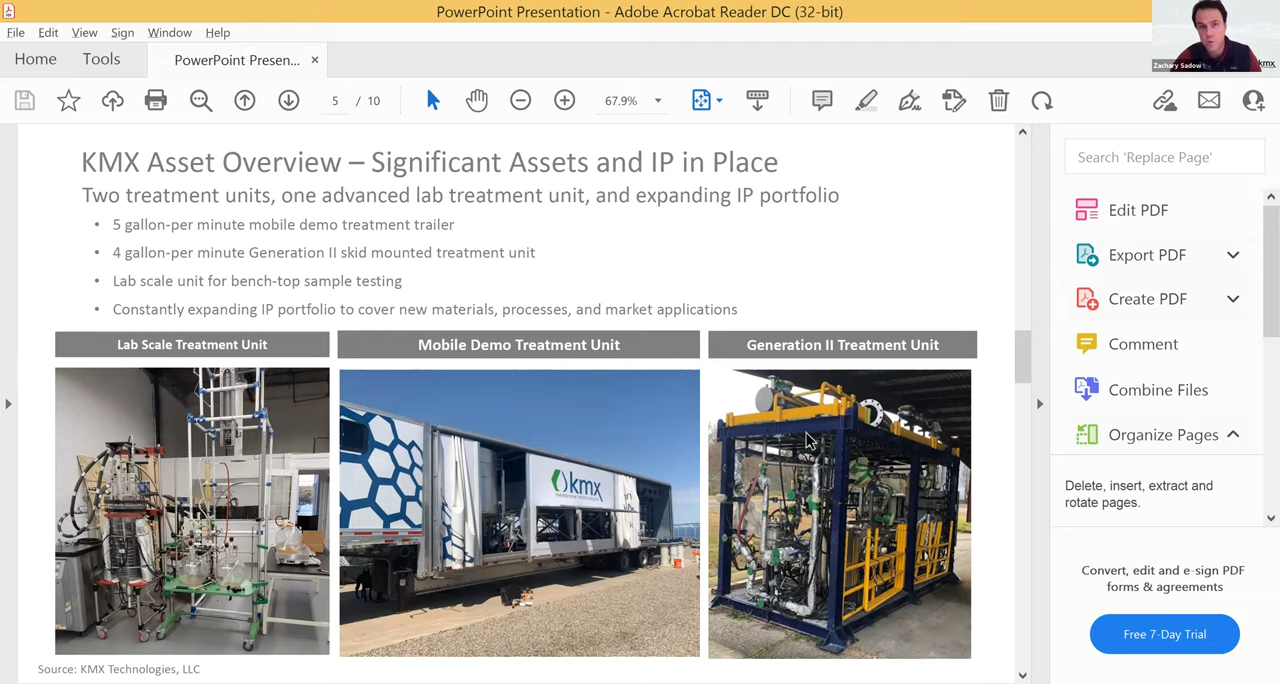 PowerPoint Presentation - Adobe Acrobat Reader DC (32-bit)
File Edit View Sign Window Help
Zachary Sadow
kmx
Home Tools PowerPoint Presen... ×
5 / 10 67.9%
KMX Asset Overview – Significant Assets and IP in Place
Two treatment units, one advanced lab treatment unit, and expanding IP portfolio
• 5 gallon-per minute mobile demo treatment trailer
• 4 gallon-per minute Generation II skid mounted treatment unit
• Lab scale unit for bench-top sample testing
• Constantly expanding IP portfolio to cover new materials, processes, and market applications
Lab Scale Treatment Unit
Mobile Demo Treatment Unit
Generation II Treatment Unit
kmx
membrane technologies
Source: KMX Technologies, LLC
Search 'Replace Page'
Edit PDF
Export PDF
Create PDF
Comment
Combine Files
Organize Pages
Delete, insert, extract and
rotate pages.
Convert, edit and e-sign PDF
forms & agreements
Free 7-Day Trial